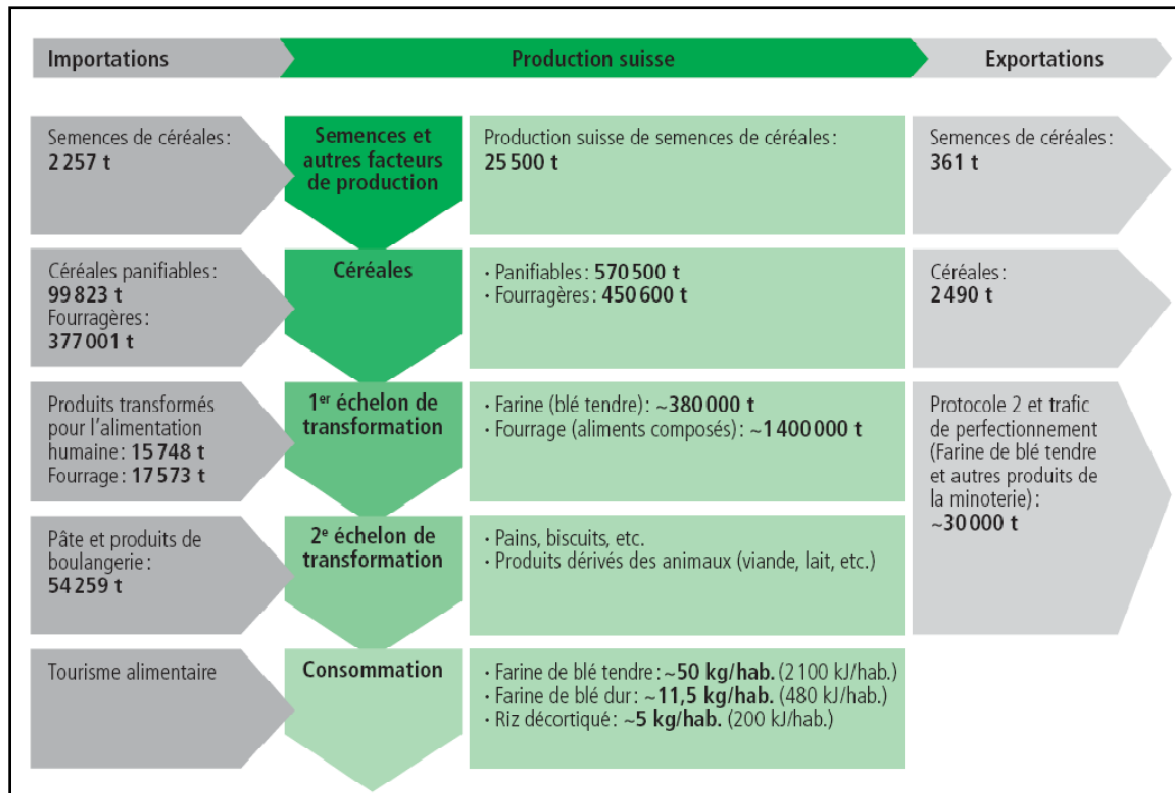 Importations
Production suisse
Exportations
Semences de céréales:
2 257 t
Semences et
autres facteurs
de production
Production suisse de semences de céréales:
25 500 t
Semences de céréales:
361 t
Céréales panifiables:
99 823 t
Fourragères:
377 001 t
Céréales
· Panifiables: 570 500 t
· Fourragères: 450 600 t
Céréales:
2 490 t
Produits transformés
pour l'alimentation
humaine: 15 748 t
Fourrage: 17 573 t
1er échelon de
transformation
· Farine (blé tendre): ~380 000 t
· Fourrage (aliments composés): ~1 400 000 t
Protocole 2 et trafic
de perfectionnement
(Farine de blé tendre
et autres produits de
la minoterie):
~30 000 t
Pâte et produits de
boulangerie:
54 259 t
2e échelon de
transformation
· Pains, biscuits, etc.
· Produits dérivés des animaux (viande, lait, etc.)
Tourisme alimentaire
Consommation
· Farine de blé tendre: ~50 kg/hab. (2100 kJ/hab.)
· Farine de blé dur: ~11,5 kg/hab. (480 kJ/hab.)
· Riz décortiqué: ~5 kg/hab. (200 kJ/hab.)